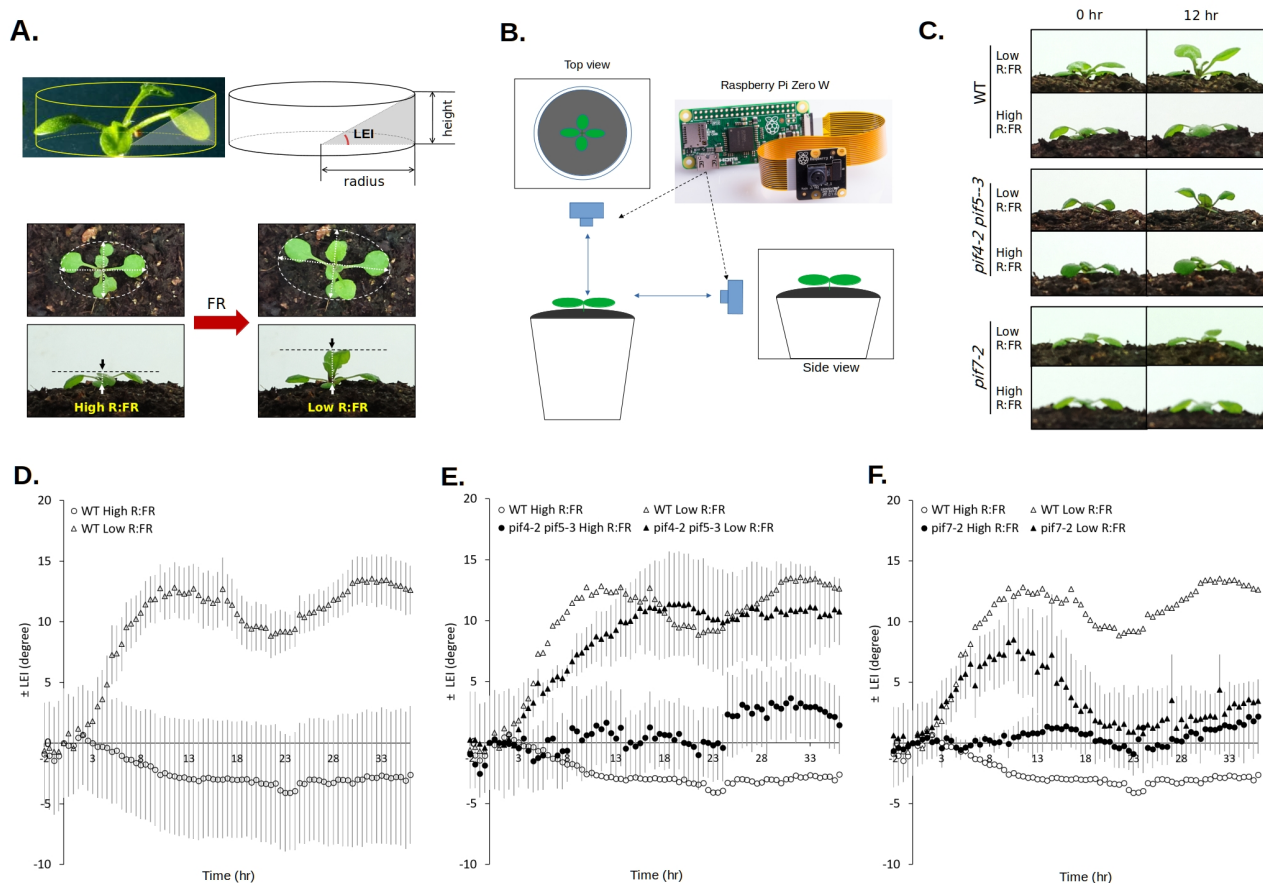 A.
LEI
height
radius
FR
High R:FR
Low R:FR
B.
Top view
Raspberry Pi Zero W
Side view
C.
0 hr
12 hr
WT
Low
R:FR
High
R:FR
pif4-2 pif5--3
Low
R:FR
High
R:FR
pif7-2
Low
R:FR
High
R:FR
D.
WT High R:FR
WT Low R:FR
± LEI (degree)
20
15
10
5
0
-5
-10
-2
3
8
13
18
23
28
33
Time (hr)
E.
WT High R:FR
WT Low R:FR
pif4-2 pif5-3 High R:FR
pif4-2 pif5-3 Low R:FR
± LEI (degree)
20
15
10
5
0
-5
-10
-2
3
8
13
18
23
28
33
Time (hr)
F.
WT High R:FR
WT Low R:FR
pif7-2 High R:FR
pif7-2 Low R:FR
± LEI (degree)
20
15
10
5
0
-5
-10
-2
3
8
13
18
23
28
33
Time (hr)